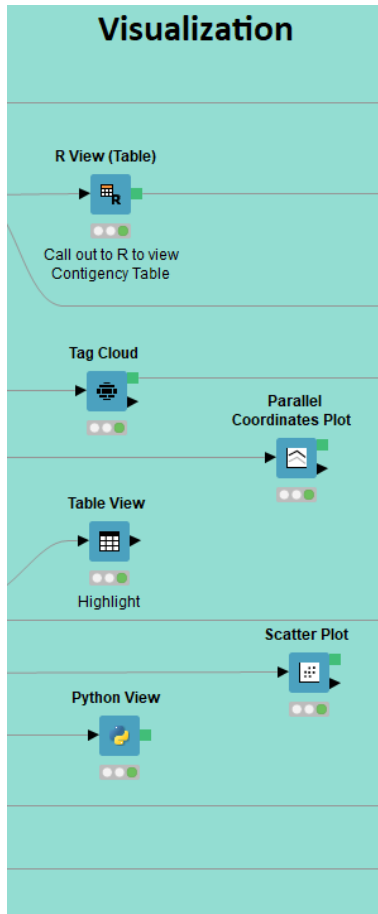 Visualization
R View (Table)
Call out to R to view
Contigency Table
Tag Cloud
Parallel
Coordinates Plot
Table View
Highlight
Scatter Plot
Python View